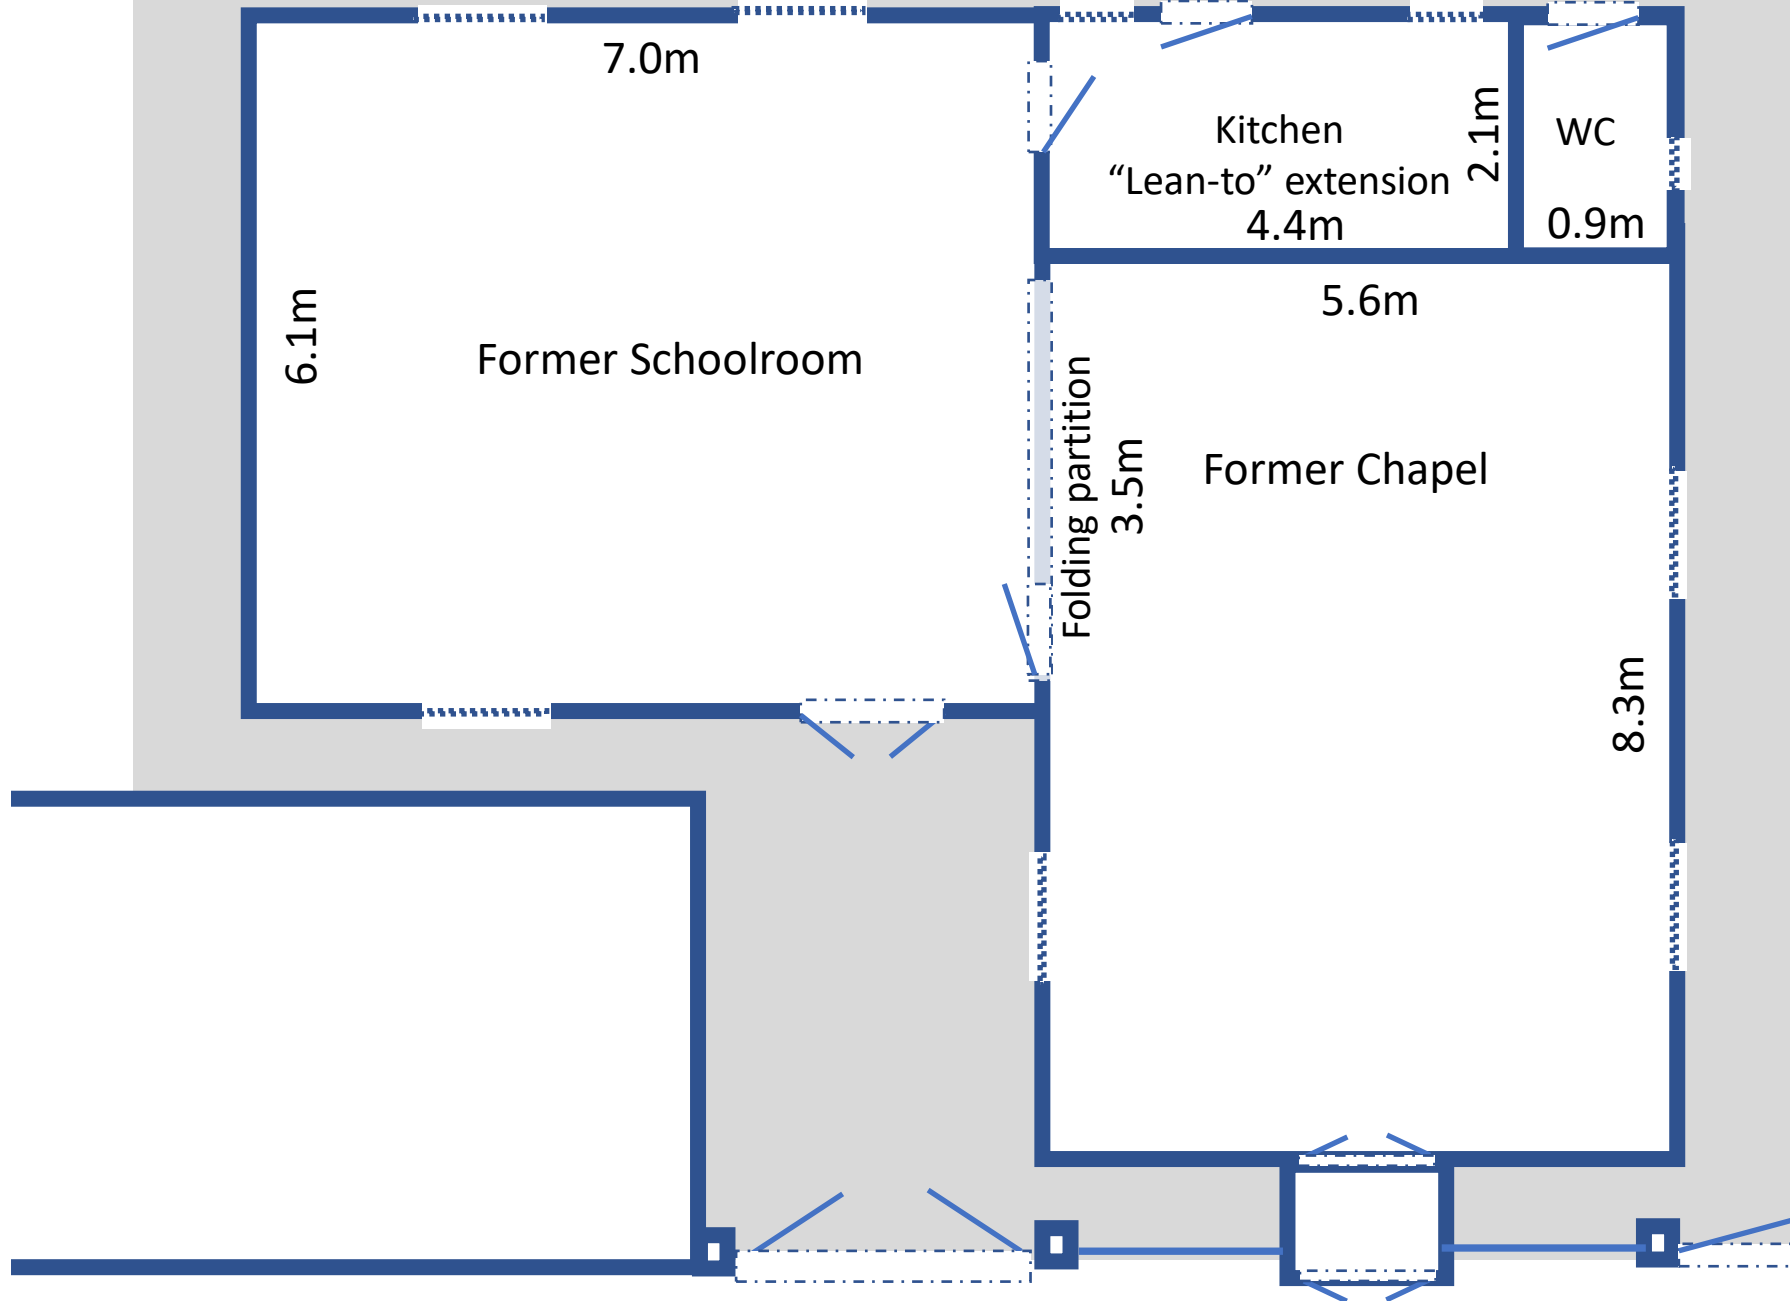 7.0m
Kitchen
“Lean-to” extension
4.4m
2.1m
WC
0.9m
5.6m
6.1m
Former Schoolroom
Folding partition
3.5m
Former Chapel
8.3m